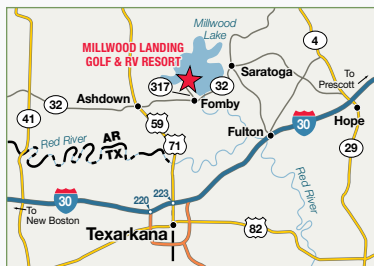 Millwood
Lake
MILLWOOD LANDING
GOLF & RV RESORT
4
To
Prescott
Saratoga
317
32
32
Ashdown
Fomby
59
41
30
Hope
Fulton
Red River
AR
TX
71
29
Red
River
30
220
223
To
New Boston
Texarkana
82